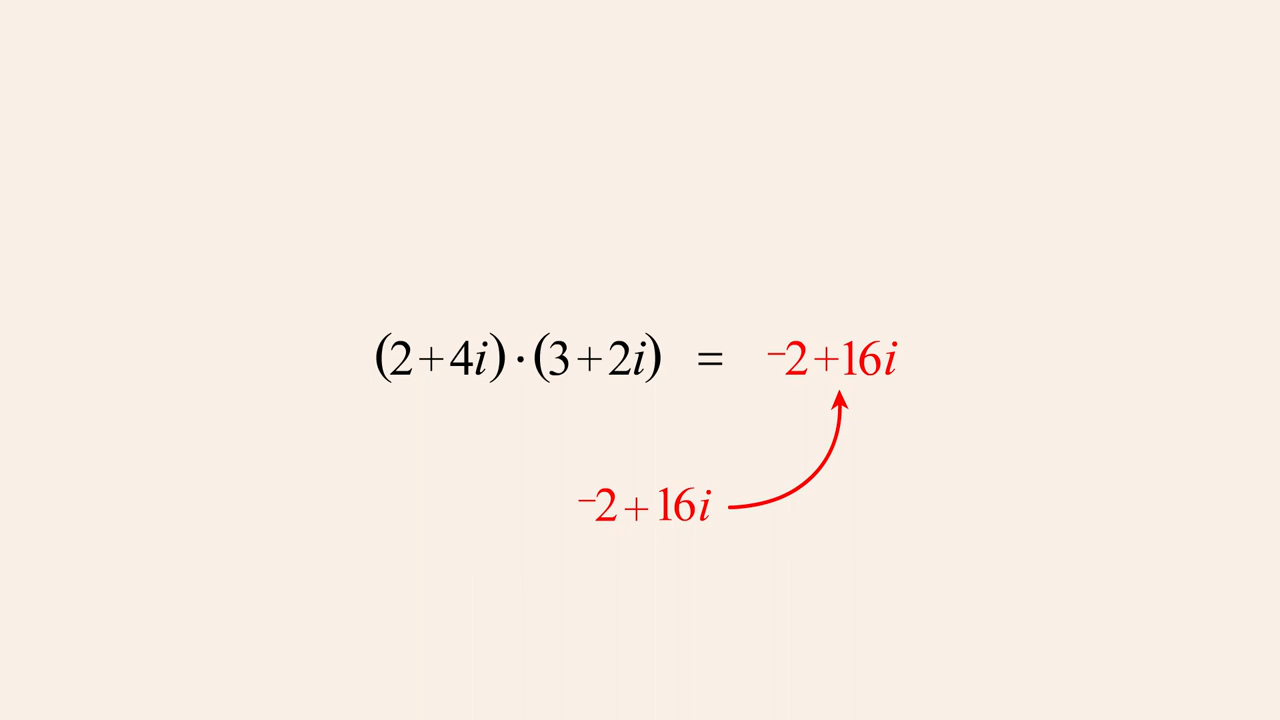 (2+4i)·(3+2i) = ⁻2+16i
⁻2+16i